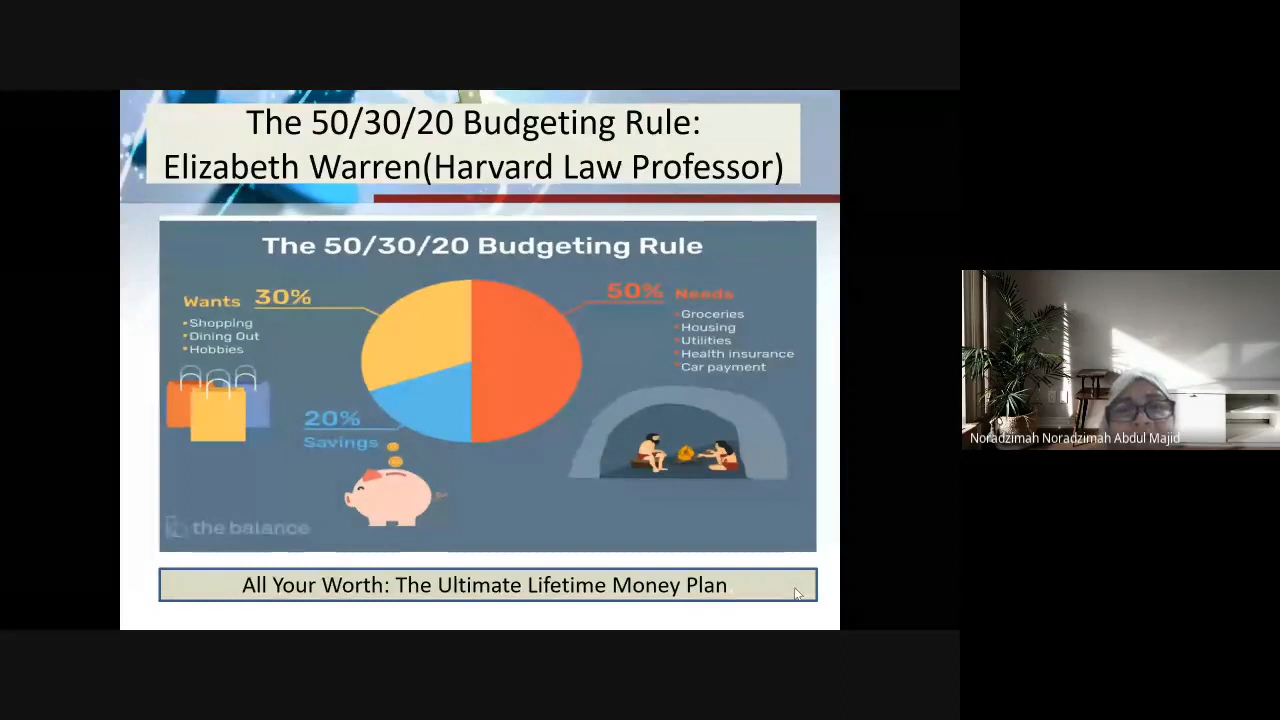 The 50/30/20 Budgeting Rule:
Elizabeth Warren(Harvard Law Professor)
The 50/30/20 Budgeting Rule
Wants 30%
• Shopping
• Dining Out
• Hobbies
50% Needs
• Groceries
• Housing
• Utilities
• Health insurance
• Car payment
20%
Savings
the balance
All Your Worth: The Ultimate Lifetime Money Plan.
Noradzimah Noradzimah Abdul Majid